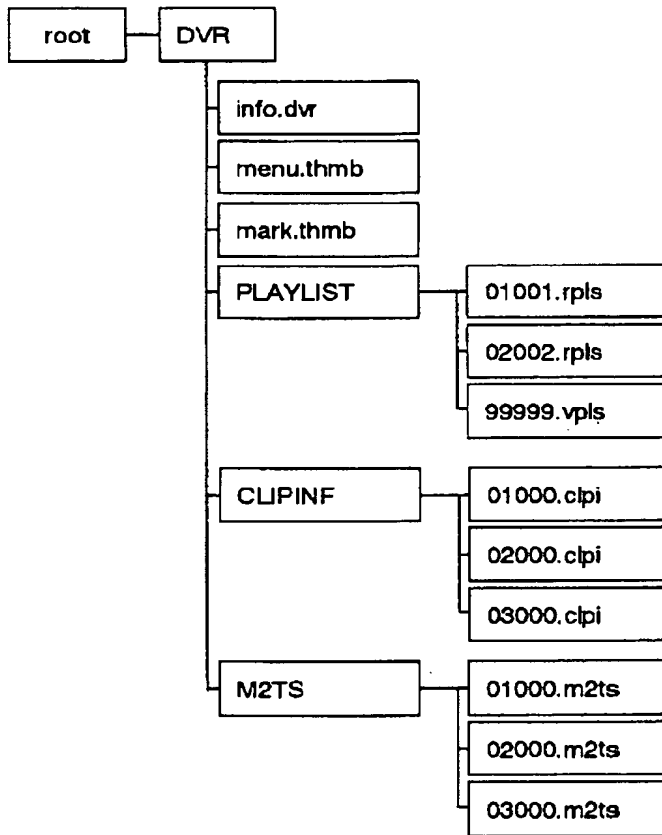 root
DVR
info.dvr
menu.thmb
mark.thmb
PLAYLIST
01001.rpls
02002.rpls
99999.vpls
CLIPINF
01000.clpi
02000.clpi
03000.clpi
M2TS
01000.m2ts
02000.m2ts
03000.m2ts